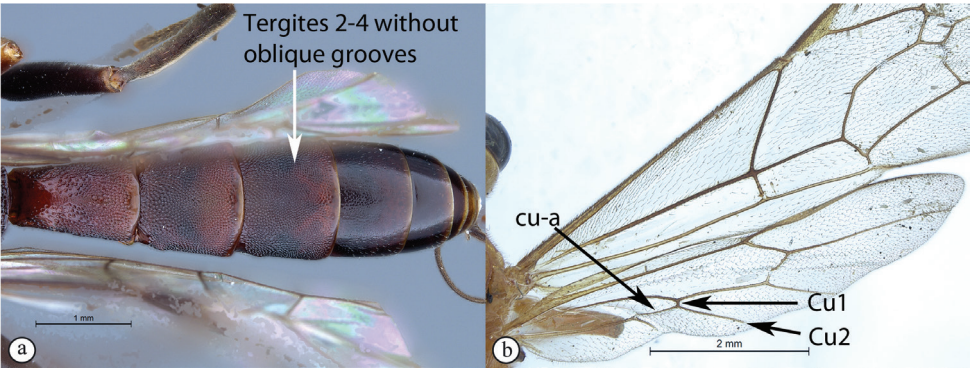 Tergites 2-4 without
oblique grooves
1 mm
a
cu-a
Cu1
Cu2
2 mm
b